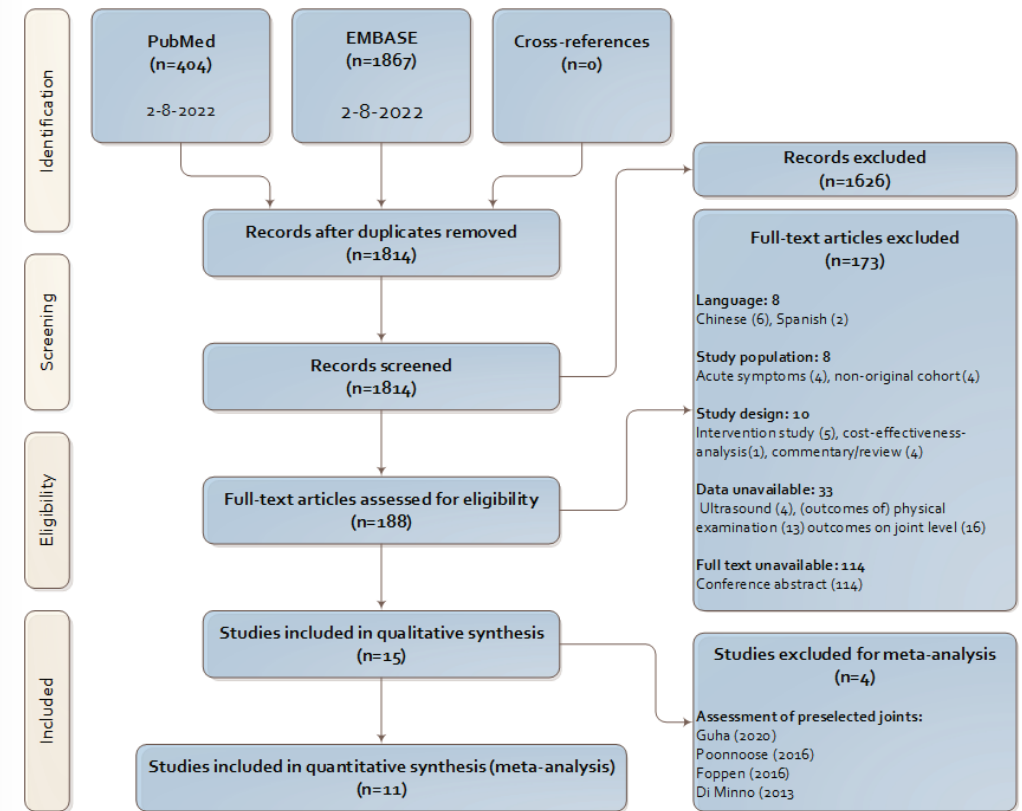 Identification
PubMed
(n=404)
2-8-2022
EMBASE
(n=1867)
2-8-2022
Cross-references
(n=0)
Records excluded
(n=1626)
Records after duplicates removed
(n=1814)
Screening
Records screened
(n=1814)
Full-text articles excluded
(n=173)
Language: 8
Chinese (6), Spanish (2)
Study population: 8
Acute symptoms (4), non-original cohort(4)
Study design: 10
Intervention study (5), cost-effectiveness-
analysis(1), commentary/review (4)
Data unavailable: 33
Ultrasound (4), (outcomes of) physical
examination (13) outcomes on joint level (16)
Full text unavailable: 114
Conference abstract (114)
Eligibility
Full-text articles assessed for eligibility
(n=188)
Included
Studies included in qualitative synthesis
(n=15)
Studies excluded for meta-analysis
(n=4)
Assessment of preselected joints:
Guha (2020)
Poonnoose (2016)
Foppen (2016)
Di Minno (2013
Studies included in quantitative synthesis (meta-analysis)
(n=11)